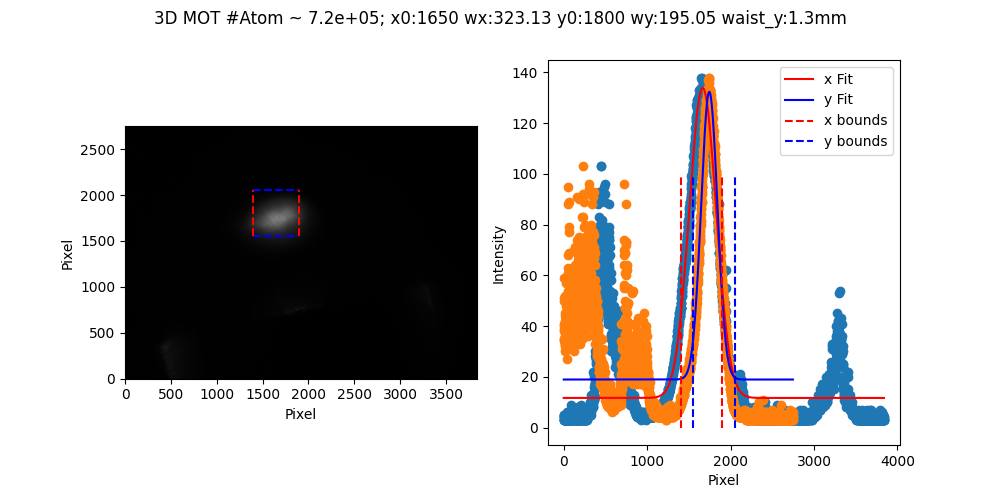 3D MOT #Atom ~ 7.2e+05; x0:1650 wx:323.13 y0:1800 wy:195.05 waist_y:1.3mm
2500
2000
1500
1000
500
0
Pixel
0 500 1000 1500 2000 2500 3000 3500
Pixel
140
120
100
80
60
40
20
0
Intensity
0 1000 2000 3000 4000
Pixel
x Fit
y Fit
x bounds
y bounds